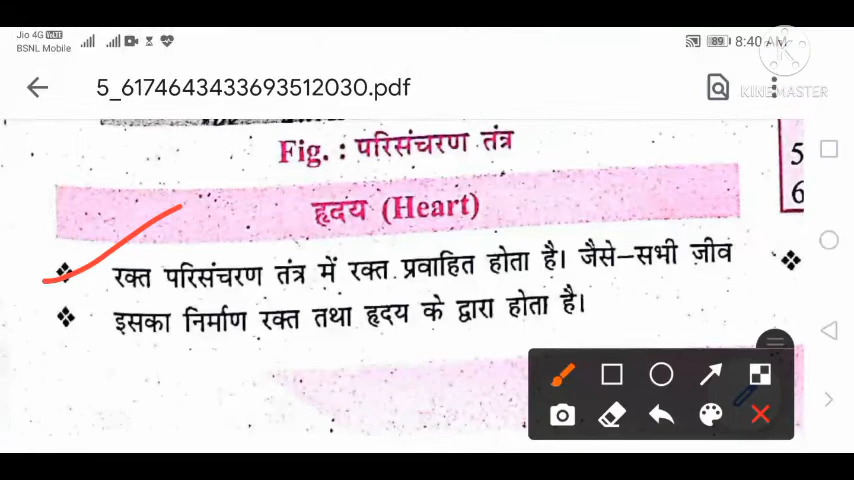 Jio 4G VoLTE
BSNL Mobile
89 8:40 AM
5_6174643433693512030.pdf
KINEMASTER
Fig. : परिसंचरण तंत्र
5
6
हृदय (Heart)
❖ रक्त परिसंचरण तंत्र में रक्त प्रवाहित होता है। जैसे–सभी जीव
❖ इसका निर्माण रक्त तथा हृदय के द्वारा होता है।